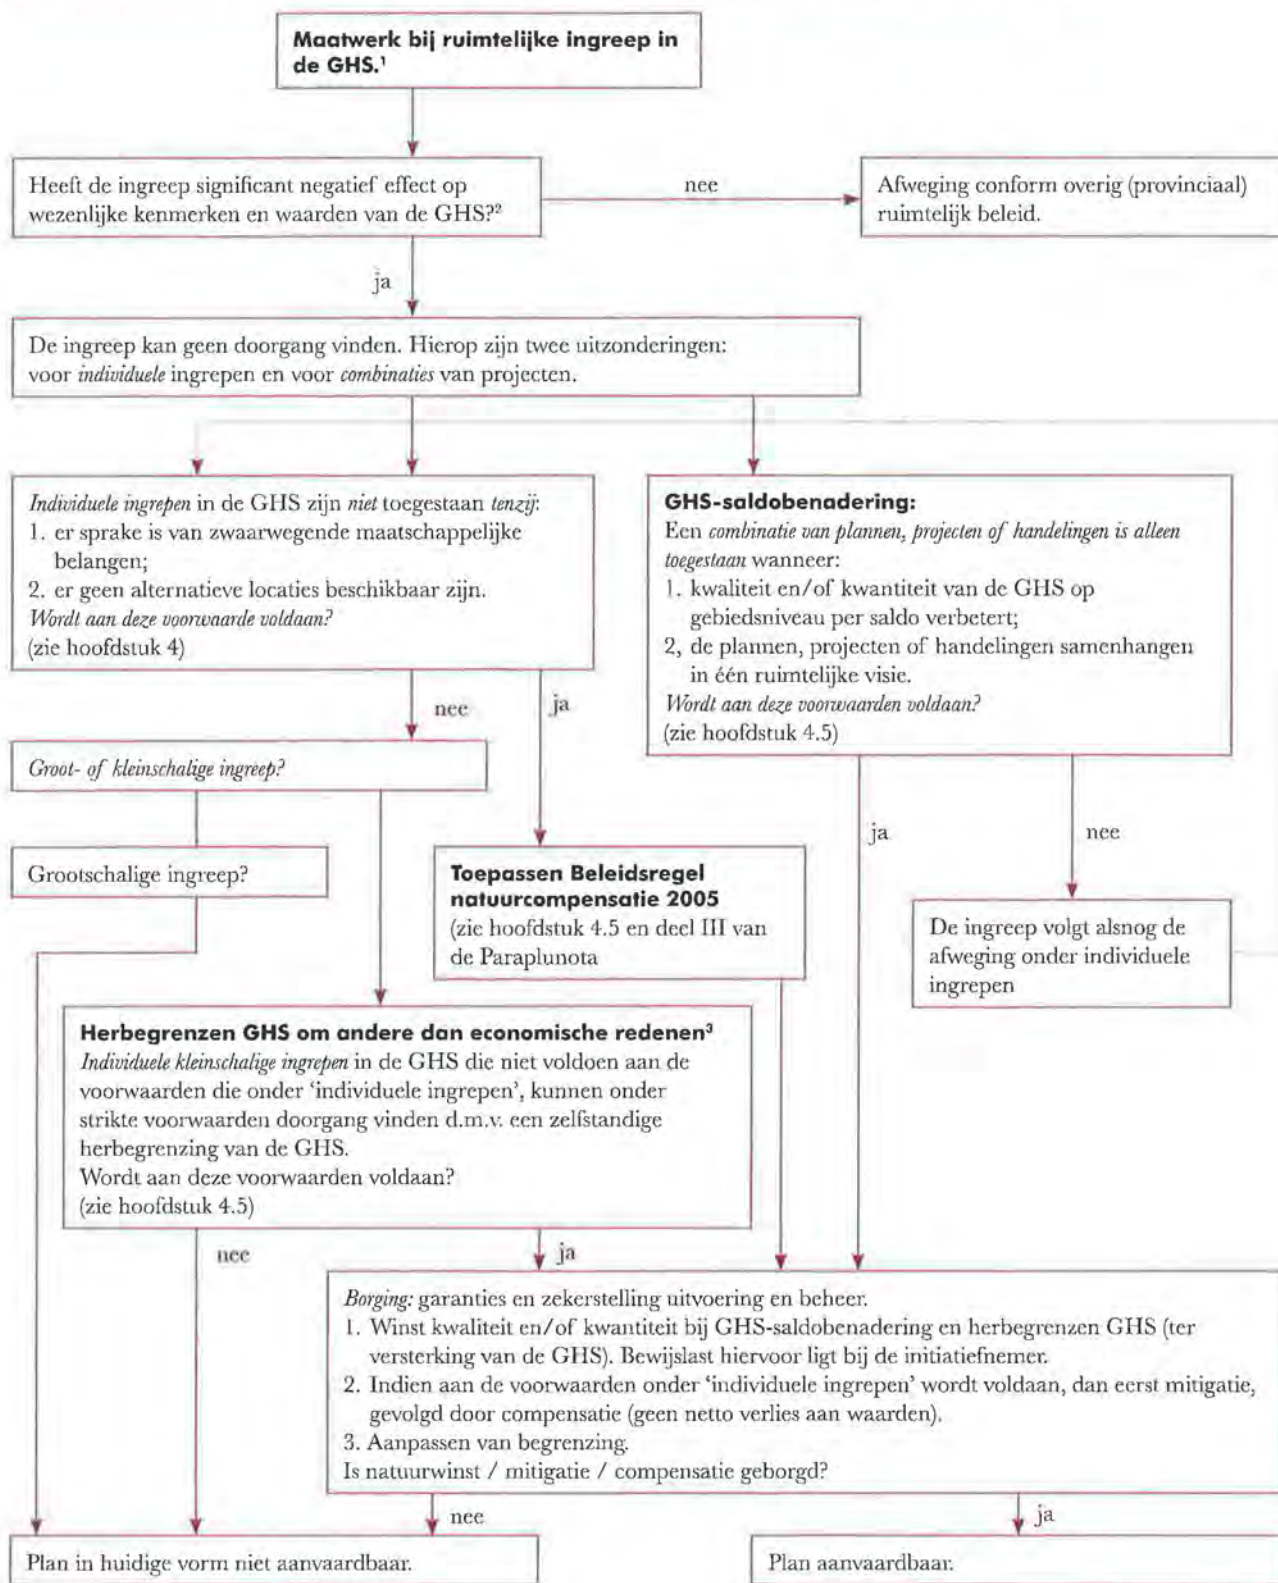 Maatwerk bij ruimtelijke ingreep in
de GHS.¹
Heeft de ingreep significant negatief effect op
wezenlijke kenmerken en waarden van de GHS?²
nee
Afweging conform overig (provinciaal)
ruimtelijk beleid.
ja
De ingreep kan geen doorgang vinden. Hierop zijn twee uitzonderingen:
voor individuele ingrepen en voor combinaties van projecten.
Individuele ingrepen in de GHS zijn niet toegestaan tenzij:
1. er sprake is van zwaarwegende maatschappelijke
belangen;
2. er geen alternatieve locaties beschikbaar zijn.
Wordt aan deze voorwaarde voldaan?
(zie hoofdstuk 4)
GHS-saldobenadering:
Een combinatie van plannen, projecten of handelingen is alleen
toegestaan wanneer:
1. kwaliteit en/of kwantiteit van de GHS op
gebiedsniveau per saldo verbetert;
2, de plannen, projecten of handelingen samenhangen
in één ruimtelijke visie.
Wordt aan deze voorwaarden voldaan?
(zie hoofdstuk 4.5)
nee
ja
Groot- of kleinschalige ingreep?
ja
nee
Grootschalige ingreep?
Toepassen Beleidsregel
natuurcompensatie 2005
(zie hoofdstuk 4.5 en deel III van
de Paraplunota
De ingreep volgt alsnog de
afweging onder individuele
ingrepen
Herbegrenzen GHS om andere dan economische redenen³
Individuele kleinschalige ingrepen in de GHS die niet voldoen aan de
voorwaarden die onder ‘individuele ingrepen’, kunnen onder
strikte voorwaarden doorgang vinden d.m.v. een zelfstandige
herbegrenzing van de GHS.
Wordt aan deze voorwaarden voldaan?
(zie hoofdstuk 4.5)
nee
ja
Borging: garanties en zekerstelling uitvoering en beheer.
1. Winst kwaliteit en/of kwantiteit bij GHS-saldobenadering en herbegrenzen GHS (ter
versterking van de GHS). Bewijslast hiervoor ligt bij de initiatiefnemer.
2. Indien aan de voorwaarden onder ‘individuele ingrepen’ wordt voldaan, dan eerst mitigatie,
gevolgd door compensatie (geen netto verlies aan waarden).
3. Aanpassen van begrenzing.
Is natuurwinst / mitigatie / compensatie geborgd?
nee
ja
Plan in huidige vorm niet aanvaardbaar.
Plan aanvaardbaar.